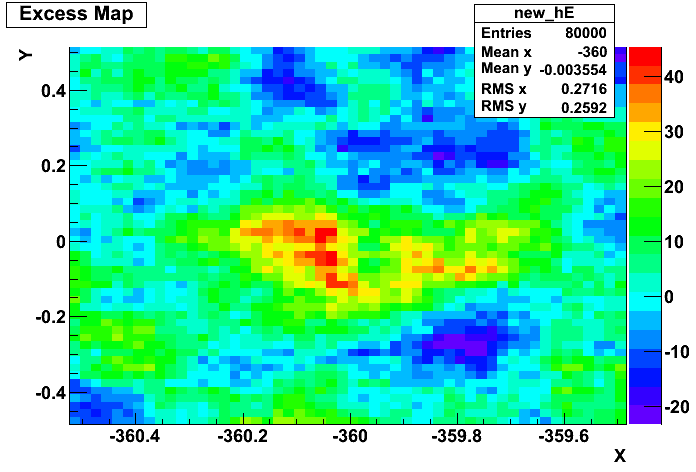 Excess Map
new_hE
Entries 80000
Mean x -360
Mean y -0.003554
RMS x 0.2716
RMS y 0.2592
Y
0.4
0.2
0
-0.2
-0.4
-360.4 -360.2 -360 -359.8 -359.6
X
40
30
20
10
0
-10
-20